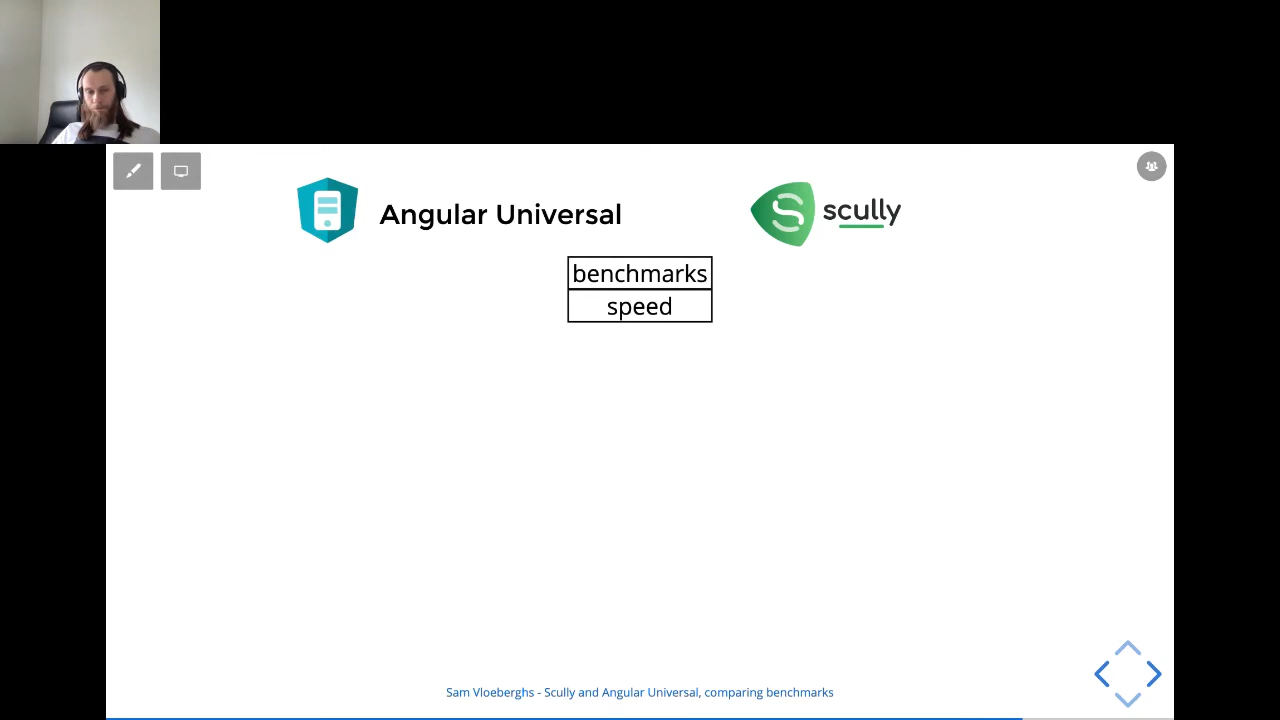 Angular Universal
scully
benchmarks
speed
Sam Vloeberghs - Scully and Angular Universal, comparing benchmarks